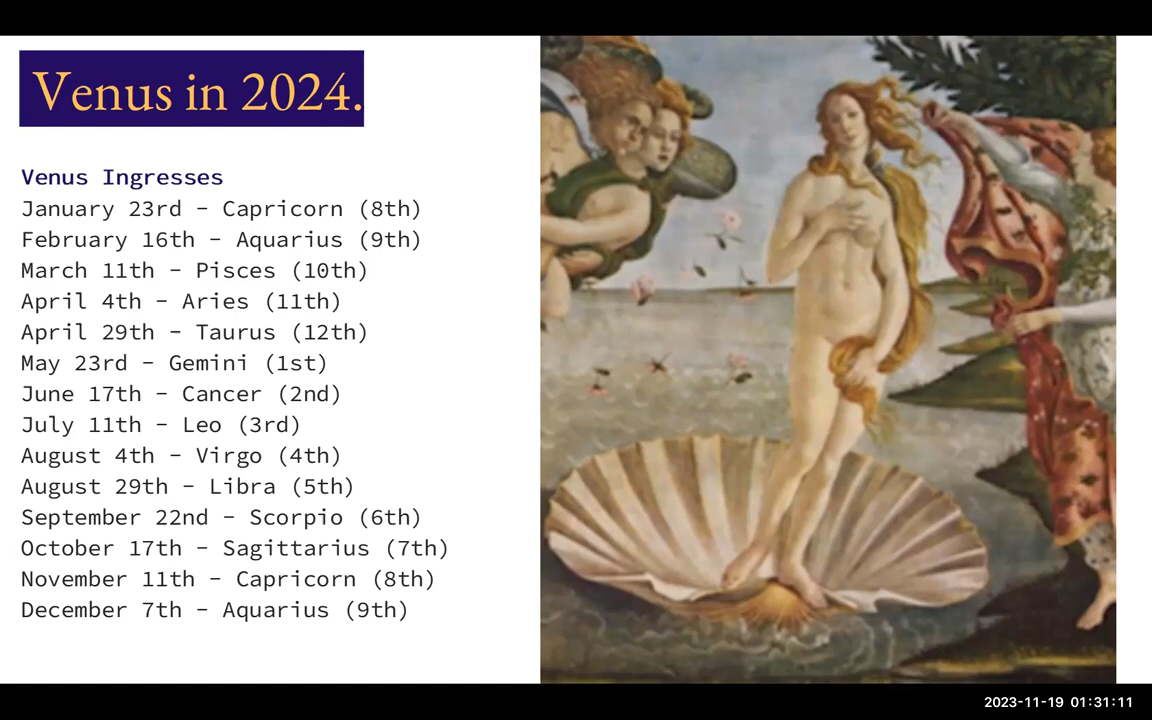 Venus in 2024.
Venus Ingresses
January 23rd - Capricorn (8th)
February 16th - Aquarius (9th)
March 11th - Pisces (10th)
April 4th - Aries (11th)
April 29th - Taurus (12th)
May 23rd - Gemini (1st)
June 17th - Cancer (2nd)
July 11th - Leo (3rd)
August 4th - Virgo (4th)
August 29th - Libra (5th)
September 22nd - Scorpio (6th)
October 17th - Sagittarius (7th)
November 11th - Capricorn (8th)
December 7th - Aquarius (9th)
2023-11-19 01:31:11